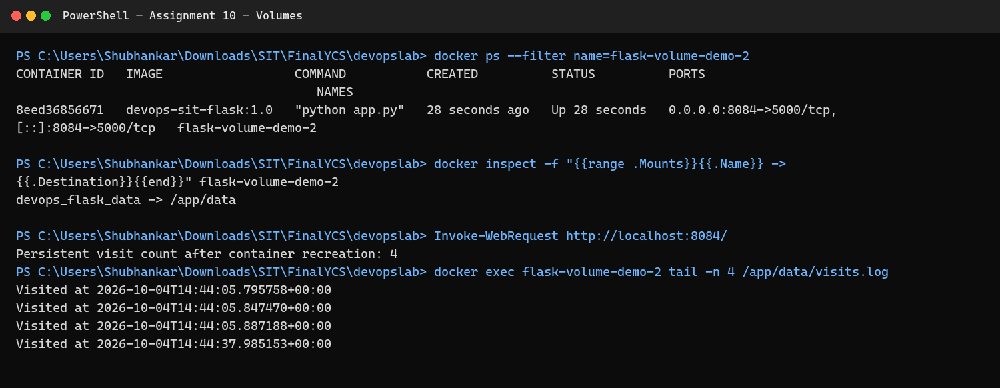 PowerShell — Assignment 10 - Volumes
PS C:\Users\Shubhankar\Downloads\SIT\FinalYCS\devopslab> docker ps --filter name=flask-volume-demo-2
CONTAINER ID   IMAGE                  COMMAND           CREATED          STATUS          PORTS
                                         NAMES
8eed36856671   devops-sit-flask:1.0   "python app.py"   28 seconds ago   Up 28 seconds   0.0.0.0:8084->5000/tcp,
[::]:8084->5000/tcp   flask-volume-demo-2
PS C:\Users\Shubhankar\Downloads\SIT\FinalYCS\devopslab> docker inspect -f "{{range .Mounts}}{{.Name}} ->
{{.Destination}}{{end}}" flask-volume-demo-2
devops_flask_data -> /app/data
PS C:\Users\Shubhankar\Downloads\SIT\FinalYCS\devopslab> Invoke-WebRequest http://localhost:8084/
Persistent visit count after container recreation: 4
PS C:\Users\Shubhankar\Downloads\SIT\FinalYCS\devopslab> docker exec flask-volume-demo-2 tail -n 4 /app/data/visits.log
Visited at 2026-10-04T14:44:05.795758+00:00
Visited at 2026-10-04T14:44:05.847470+00:00
Visited at 2026-10-04T14:44:05.887188+00:00
Visited at 2026-10-04T14:44:37.985153+00:00